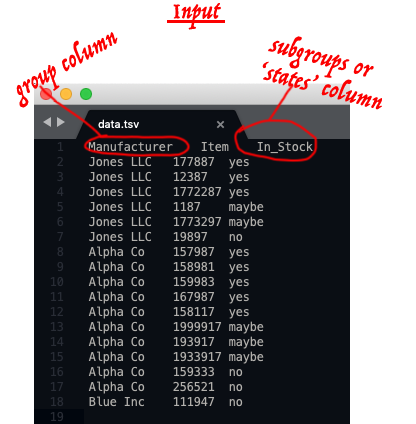 Input
group column
subgroups or
'states' column
data.tsv ×
1 Manufacturer Item In_Stock
2 Jones LLC 177887 yes
3 Jones LLC 12387 yes
4 Jones LLC 1772287 yes
5 Jones LLC 1187 maybe
6 Jones LLC 1773297 maybe
7 Jones LLC 19897 no
8 Alpha Co 157987 yes
9 Alpha Co 158981 yes
10 Alpha Co 159983 yes
11 Alpha Co 167987 yes
12 Alpha Co 158117 yes
13 Alpha Co 1999917 maybe
14 Alpha Co 193917 maybe
15 Alpha Co 1933917 maybe
16 Alpha Co 159333 no
17 Alpha Co 256521 no
18 Blue Inc 111947 no
19